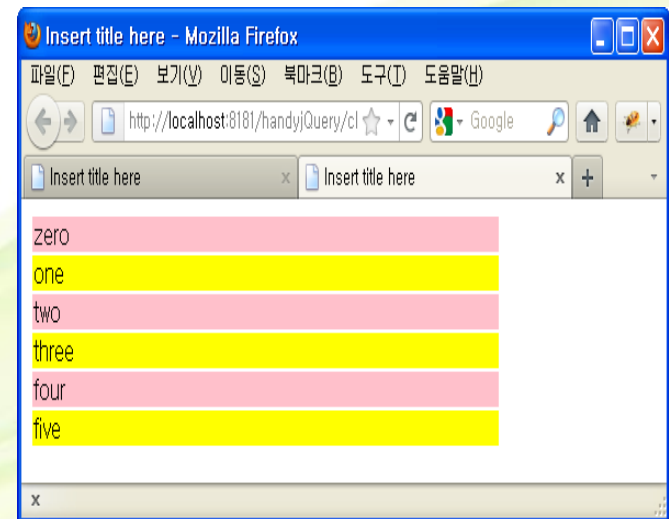 Insert title here - Mozilla Firefox
파일(F) 편집(E) 보기(V) 이동(S) 북마크(B) 도구(T) 도움말(H)
http://localhost:8181/handyjQuery/cl Google
Insert title here x Insert title here x +
zero
one
two
three
four
five
x